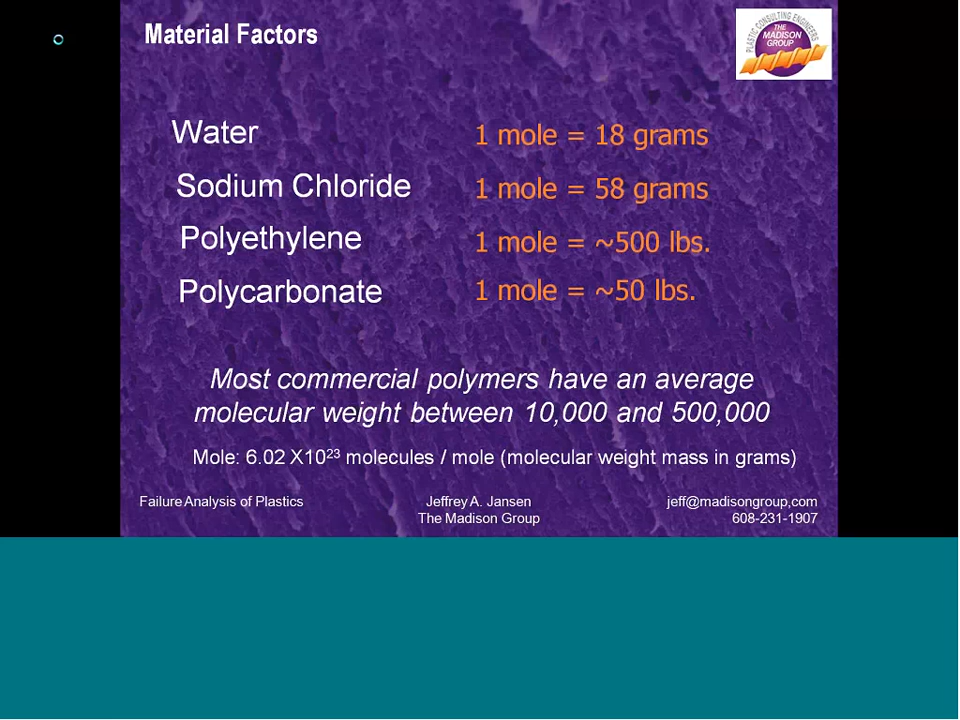 Material Factors
PLASTIC CONSULTING ENGINEERS
THE
MADISON
GROUP
Water 1 mole = 18 grams
Sodium Chloride 1 mole = 58 grams
Polyethylene 1 mole = ~500 lbs.
Polycarbonate 1 mole = ~50 lbs.
Most commercial polymers have an average
molecular weight between 10,000 and 500,000
Mole: 6.02 X10²³ molecules / mole (molecular weight mass in grams)
Failure Analysis of Plastics Jeffrey A. Jansen jeff@madisongroup,com
The Madison Group 608-231-1907